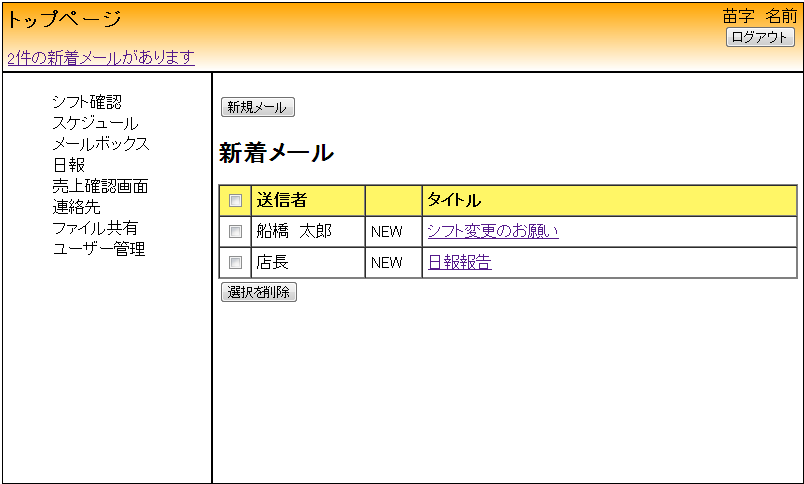 トップページ
苗字　名前
ログアウト
2件の新着メールがあります
シフト確認
スケジュール
メールボックス
日報
売上確認画面
連絡先
ファイル共有
ユーザー管理
新規メール
新着メール
送信者 タイトル
船橋　太郎 NEW シフト変更のお願い
店長 NEW 日報報告
選択を削除